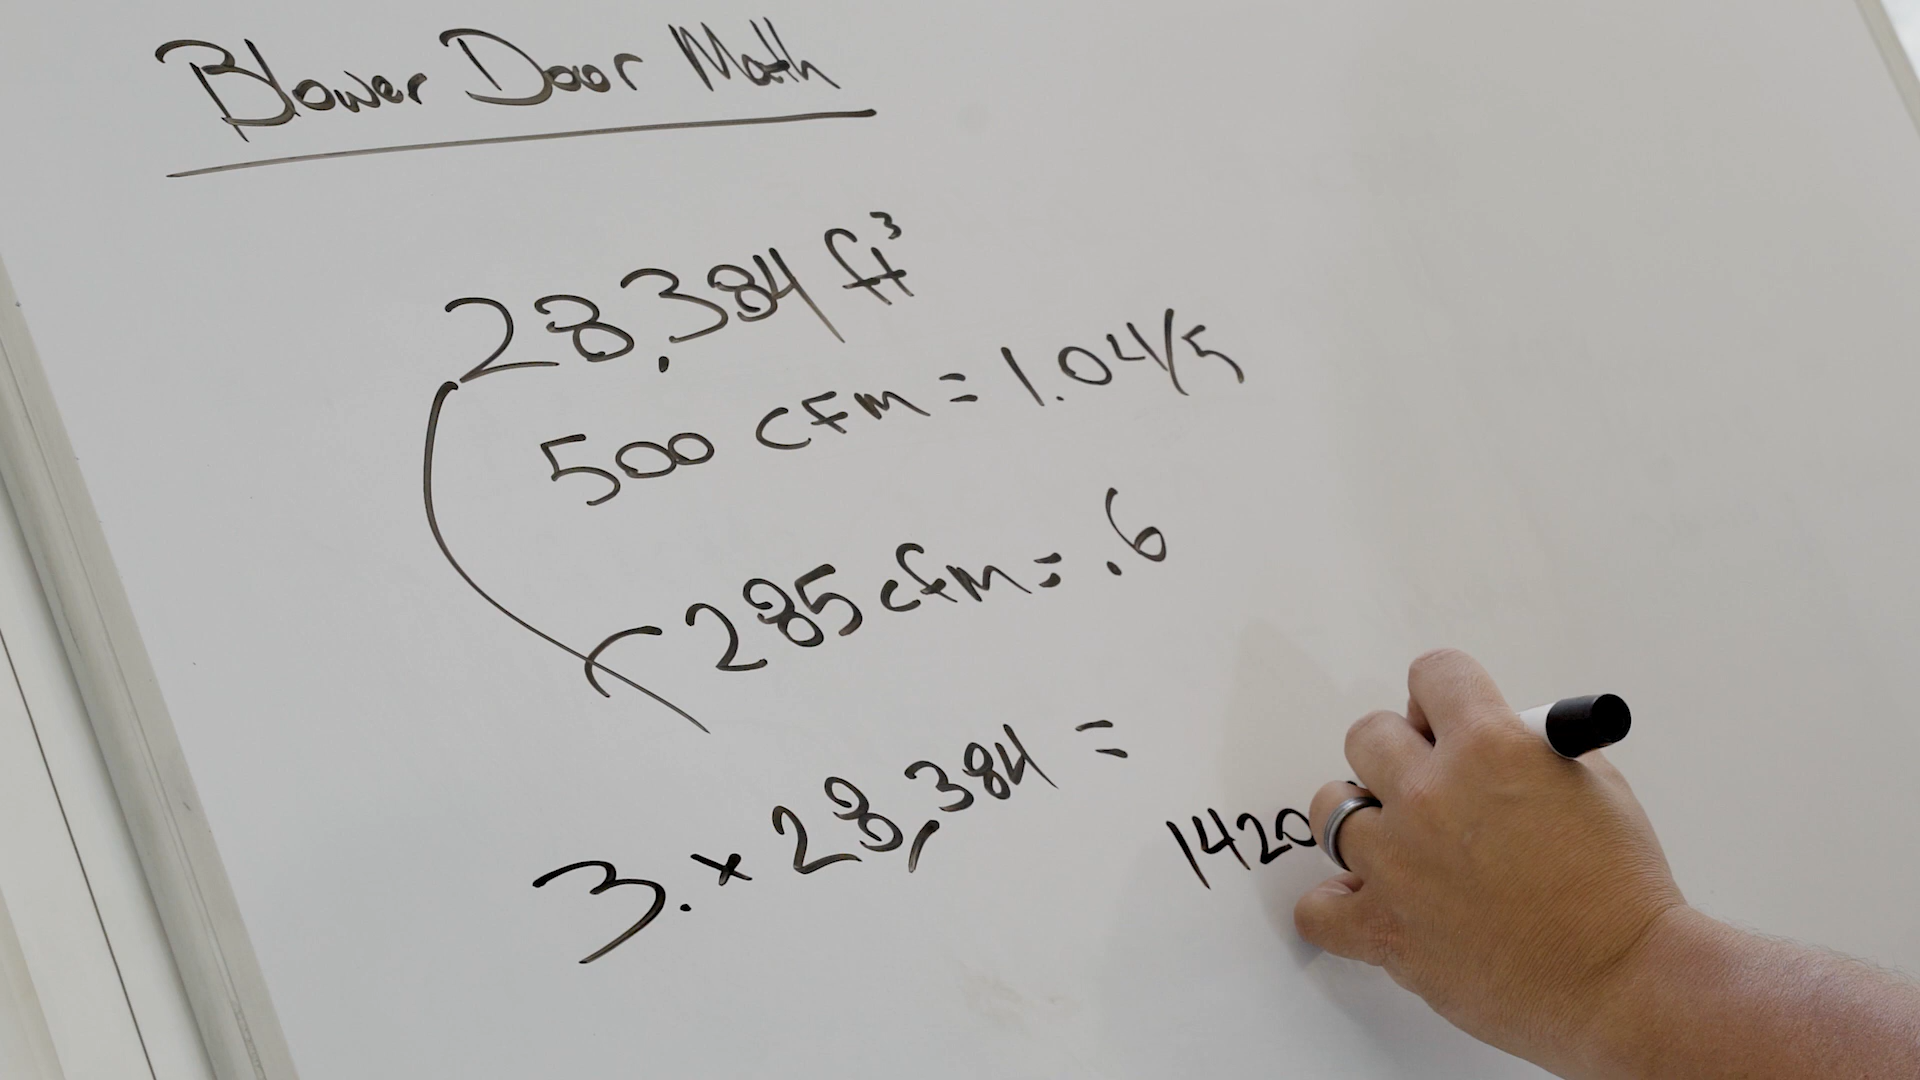 Blower Door Math
28,384 ft³
500 CFM = 1.04/5
285 cfm = .6
3. x 28,384 =
1420